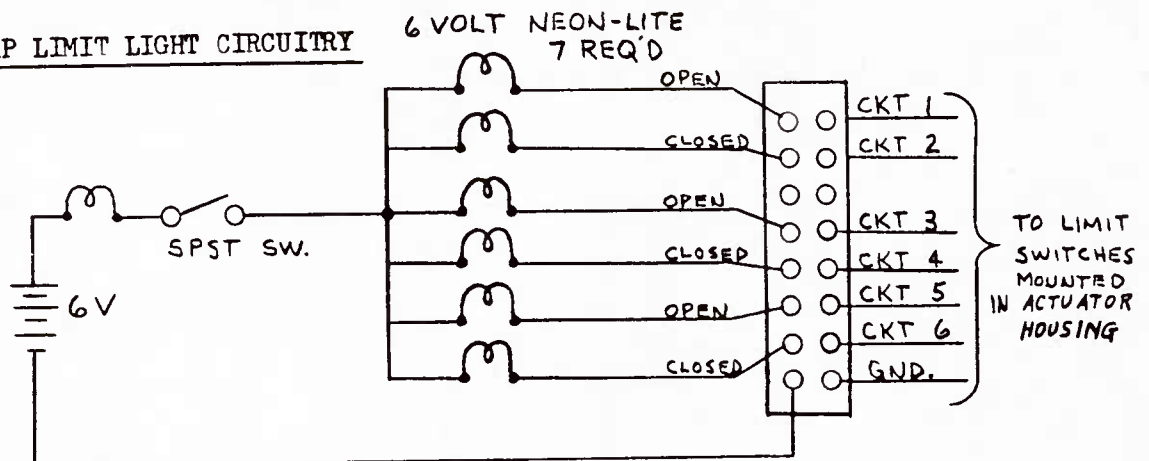 P LIMIT LIGHT CIRCUITRY
6 VOLT NEON-LITE
7 REQ'D
OPEN
CKT 1
CLOSED
CKT 2
OPEN
CKT 3
SPST SW.
CLOSED
CKT 4
6 V
OPEN
CKT 5
CLOSED
CKT 6
GND.
TO LIMIT
SWITCHES
MOUNTED
IN ACTUATOR
HOUSING